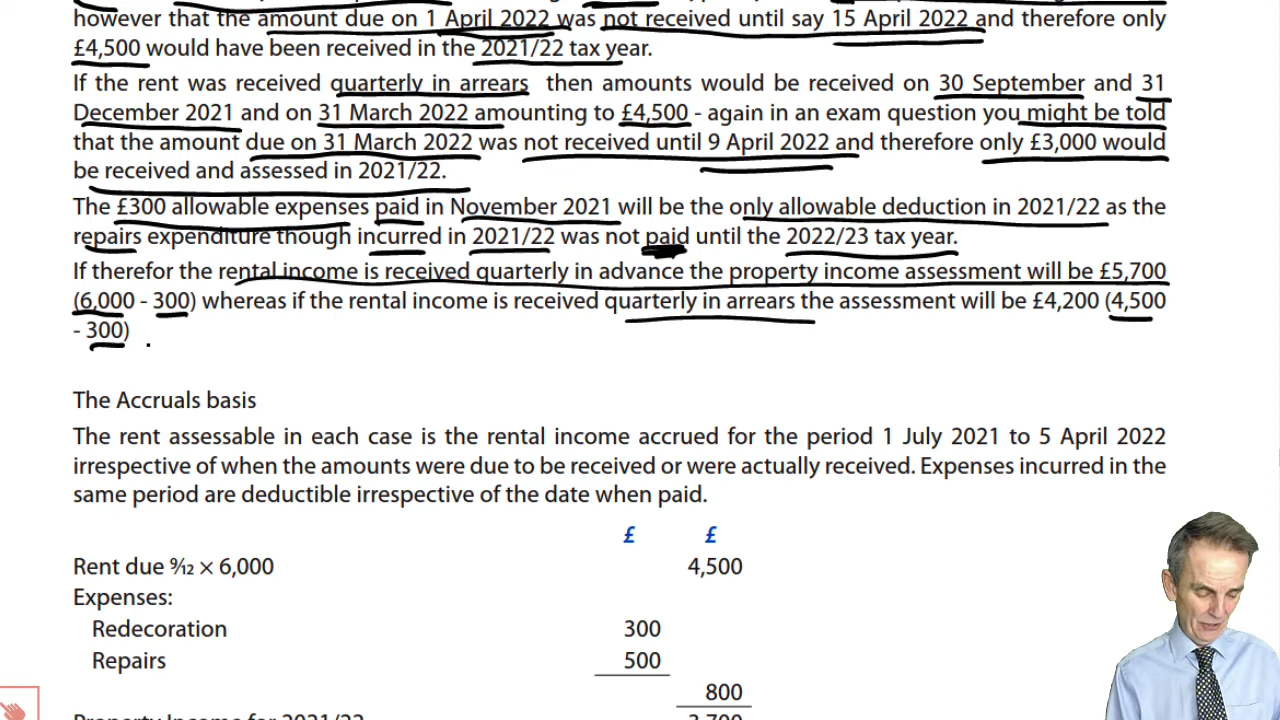 however that the amount due on 1 April 2022 was not received until say 15 April 2022 and therefore only
£4,500 would have been received in the 2021/22 tax year.
If the rent was received quarterly in arrears then amounts would be received on 30 September and 31
December 2021 and on 31 March 2022 amounting to £4,500 - again in an exam question you might be told
that the amount due on 31 March 2022 was not received until 9 April 2022 and therefore only £3,000 would
be received and assessed in 2021/22.
The £300 allowable expenses paid in November 2021 will be the only allowable deduction in 2021/22 as the
repairs expenditure though incurred in 2021/22 was not paid until the 2022/23 tax year.
If therefor the rental income is received quarterly in advance the property income assessment will be £5,700
(6,000 - 300) whereas if the rental income is received quarterly in arrears the assessment will be £4,200 (4,500
- 300)
The Accruals basis
The rent assessable in each case is the rental income accrued for the period 1 July 2021 to 5 April 2022
irrespective of when the amounts were due to be received or were actually received. Expenses incurred in the
same period are deductible irrespective of the date when paid.
£ £
Rent due 9/12 × 6,000 4,500
Expenses:
Redecoration 300
Repairs 500
800
Property Income for 2021/22 3,700